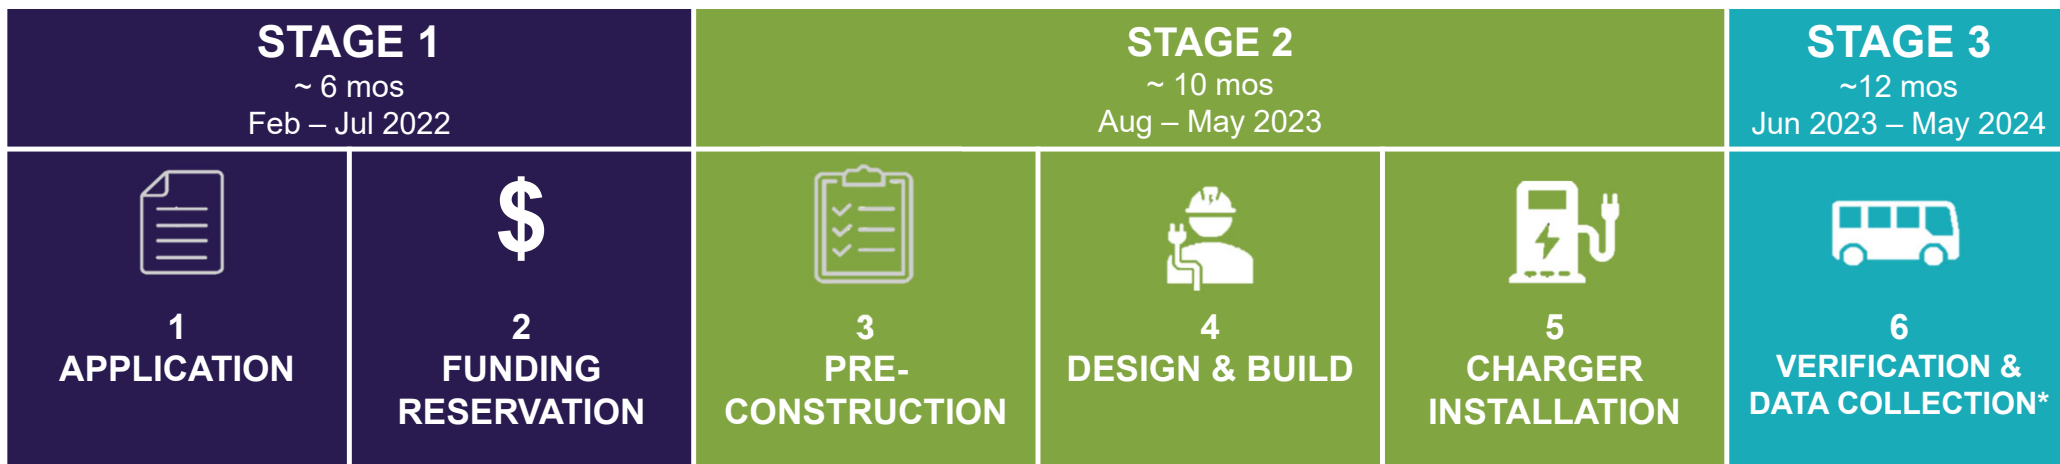 STAGE 1
~ 6 mos
Feb – Jul 2022
STAGE 2
~ 10 mos
Aug – May 2023
STAGE 3
~12 mos
Jun 2023 – May 2024
1
APPLICATION
$
2
FUNDING
RESERVATION
3
PRE-
CONSTRUCTION
4
DESIGN & BUILD
5
CHARGER
INSTALLATION
6
VERIFICATION &
DATA COLLECTION*